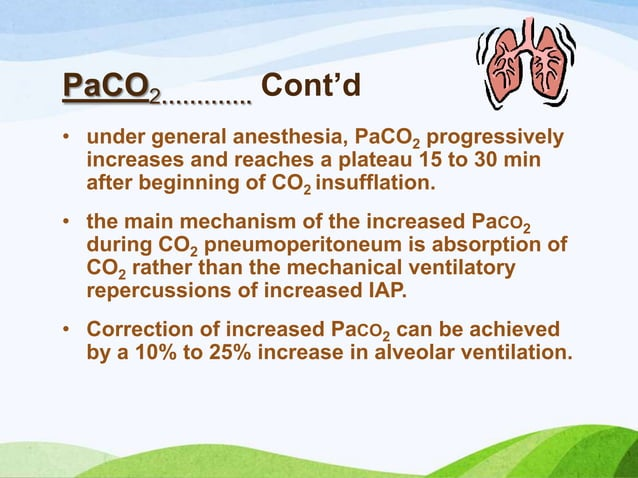 PaCO2............. Cont’d
• under general anesthesia, PaCO2 progressively
increases and reaches a plateau 15 to 30 min
after beginning of CO2 insufflation.
• the main mechanism of the increased PaCO2
during CO2 pneumoperitoneum is absorption of
CO2 rather than the mechanical ventilatory
repercussions of increased IAP.
• Correction of increased PaCO2 can be achieved
by a 10% to 25% increase in alveolar ventilation.